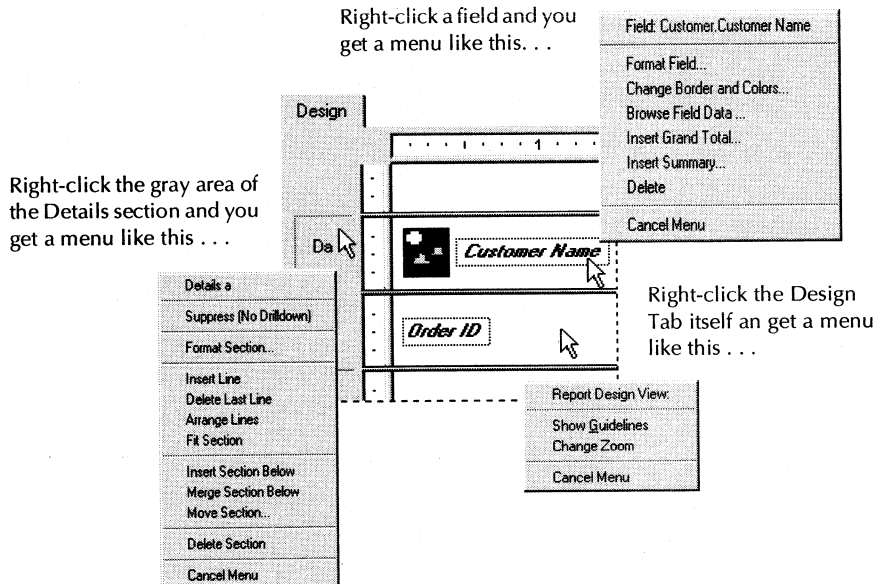 Right-click a field and you
get a menu like this. . .
Field: Customer.Customer Name
Format Field...
Change Border and Colors...
Browse Field Data ...
Insert Grand Total...
Insert Summary...
Delete
Cancel Menu
Design
1
Right-click the gray area of
the Details section and you
get a menu like this . . .
Da
Customer Name
Order ID
Details a
Suppress (No Drilldown)
Format Section...
Insert Line
Delete Last Line
Arrange Lines
Fit Section
Insert Section Below
Merge Section Below
Move Section...
Delete Section
Cancel Menu
Right-click the Design
Tab itself an get a menu
like this . . .
Report Design View:
Show Guidelines
Change Zoom
Cancel Menu